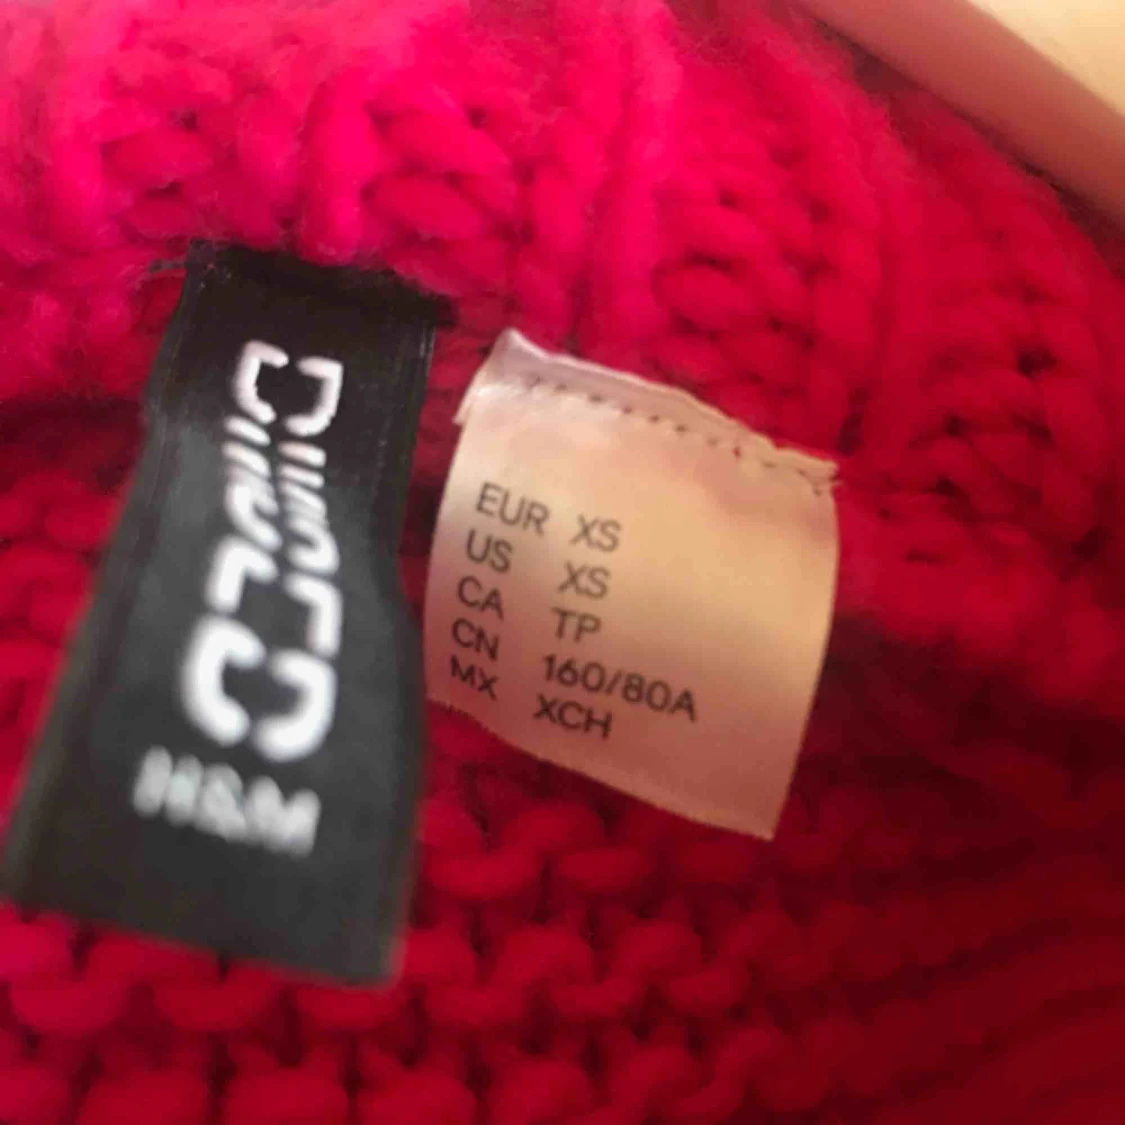 H&M
EUR XS
US XS
CA TP
CN 160/80A
MX XCH